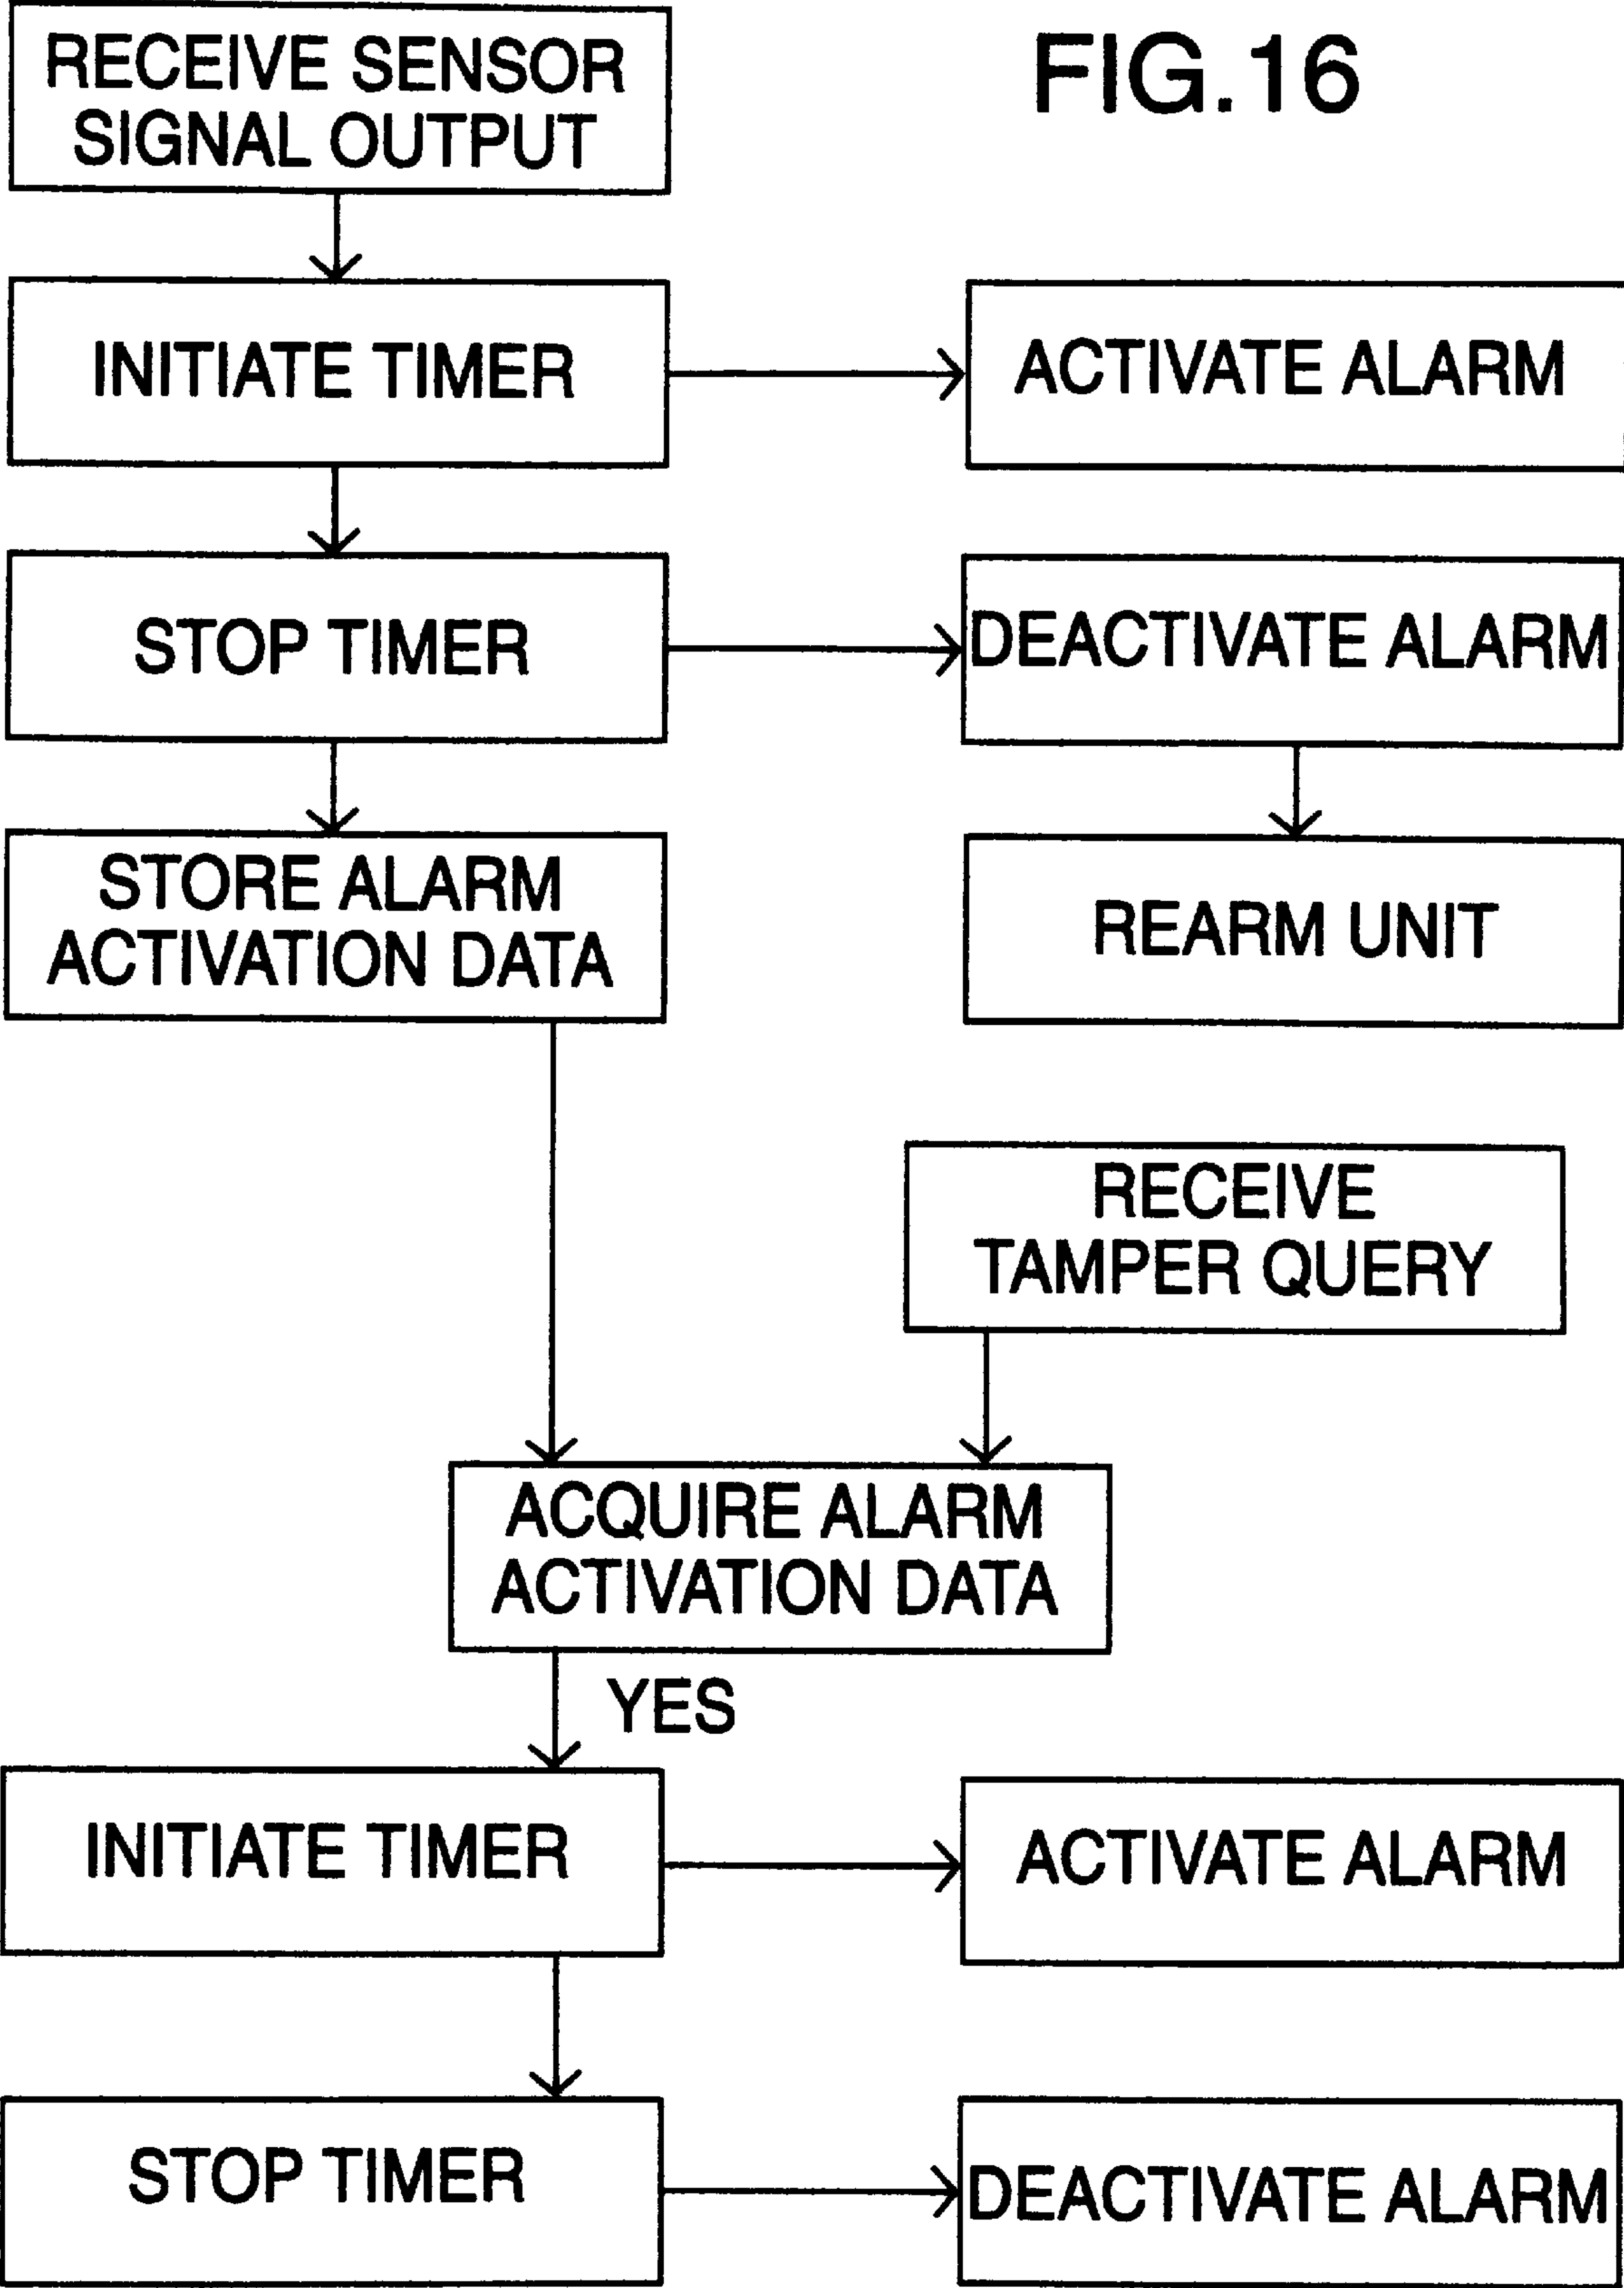 FIG.16
RECEIVE SENSOR
SIGNAL OUTPUT
INITIATE TIMER
ACTIVATE ALARM
STOP TIMER
DEACTIVATE ALARM
STORE ALARM
ACTIVATION DATA
REARM UNIT
RECEIVE
TAMPER QUERY
ACQUIRE ALARM
ACTIVATION DATA
YES
INITIATE TIMER
ACTIVATE ALARM
STOP TIMER
DEACTIVATE ALARM